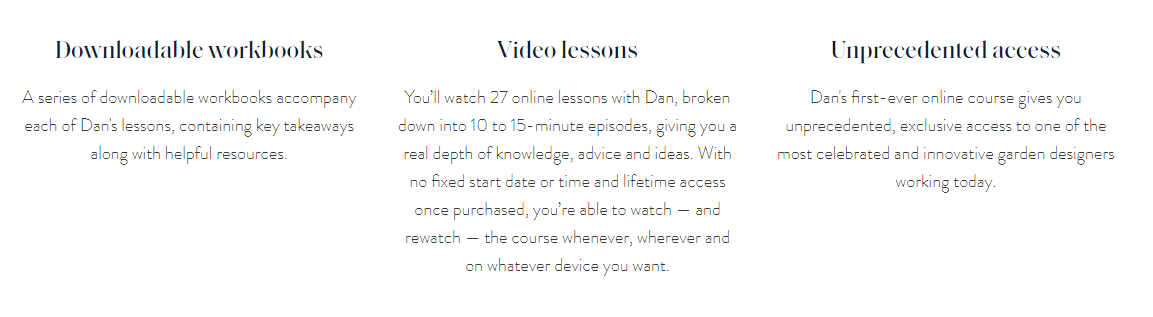 Downloadable workbooks
A series of downloadable workbooks accompany
each of Dan's lessons, containing key takeaways
along with helpful resources.
Video lessons
You'll watch 27 online lessons with Dan, broken
down into 10 to 15-minute episodes, giving you a
real depth of knowledge, advice and ideas. With
no fixed start date or time and lifetime access
once purchased, you're able to watch — and
rewatch — the course whenever, wherever and
on whatever device you want.
Unprecedented access
Dan's first-ever online course gives you
unprecedented, exclusive access to one of the
most celebrated and innovative garden designers
working today.